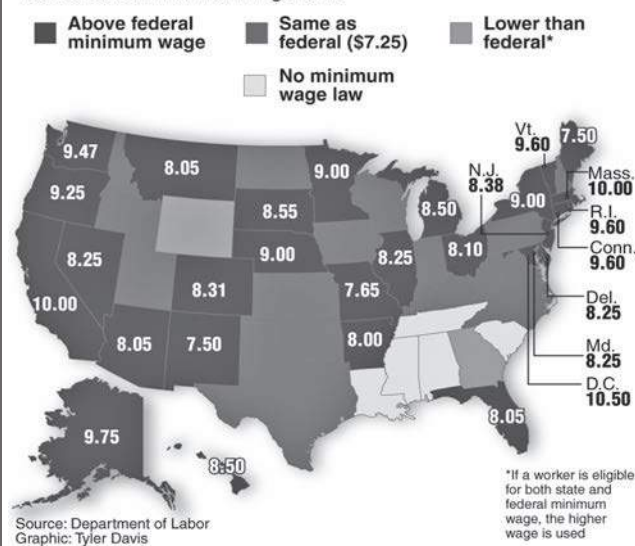 Above federal
minimum wage
Same as
federal ($7.25)
Lower than
federal*
No minimum
wage law
9.47
9.25
8.05
8.55
9.00
9.00
8.50
8.25
8.25
10.00
8.31
7.65
8.10
9.00
7.50
8.05
7.50
8.00
8.05
9.75
8.50
Vt.
9.60
N.J.
8.38
Mass.
10.00
R.I.
9.60
Conn.
9.60
Del.
8.25
Md.
8.25
D.C.
10.50
*If a worker is eligible
for both state and
federal minimum
wage, the higher
wage is used
Source: Department of Labor
Graphic: Tyler Davis